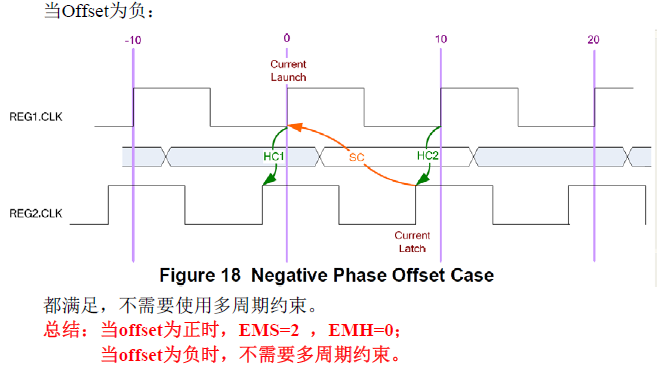 当Offset为负：
-10 0 10 20
Current
Launch
REG1.CLK
HC1 SC HC2
REG2.CLK
Current
Latch
Figure 18 Negative Phase Offset Case
都满足，不需要使用多周期约束。
总结：当offset为正时，EMS=2 ，EMH=0；
当offset为负时，不需要多周期约束。